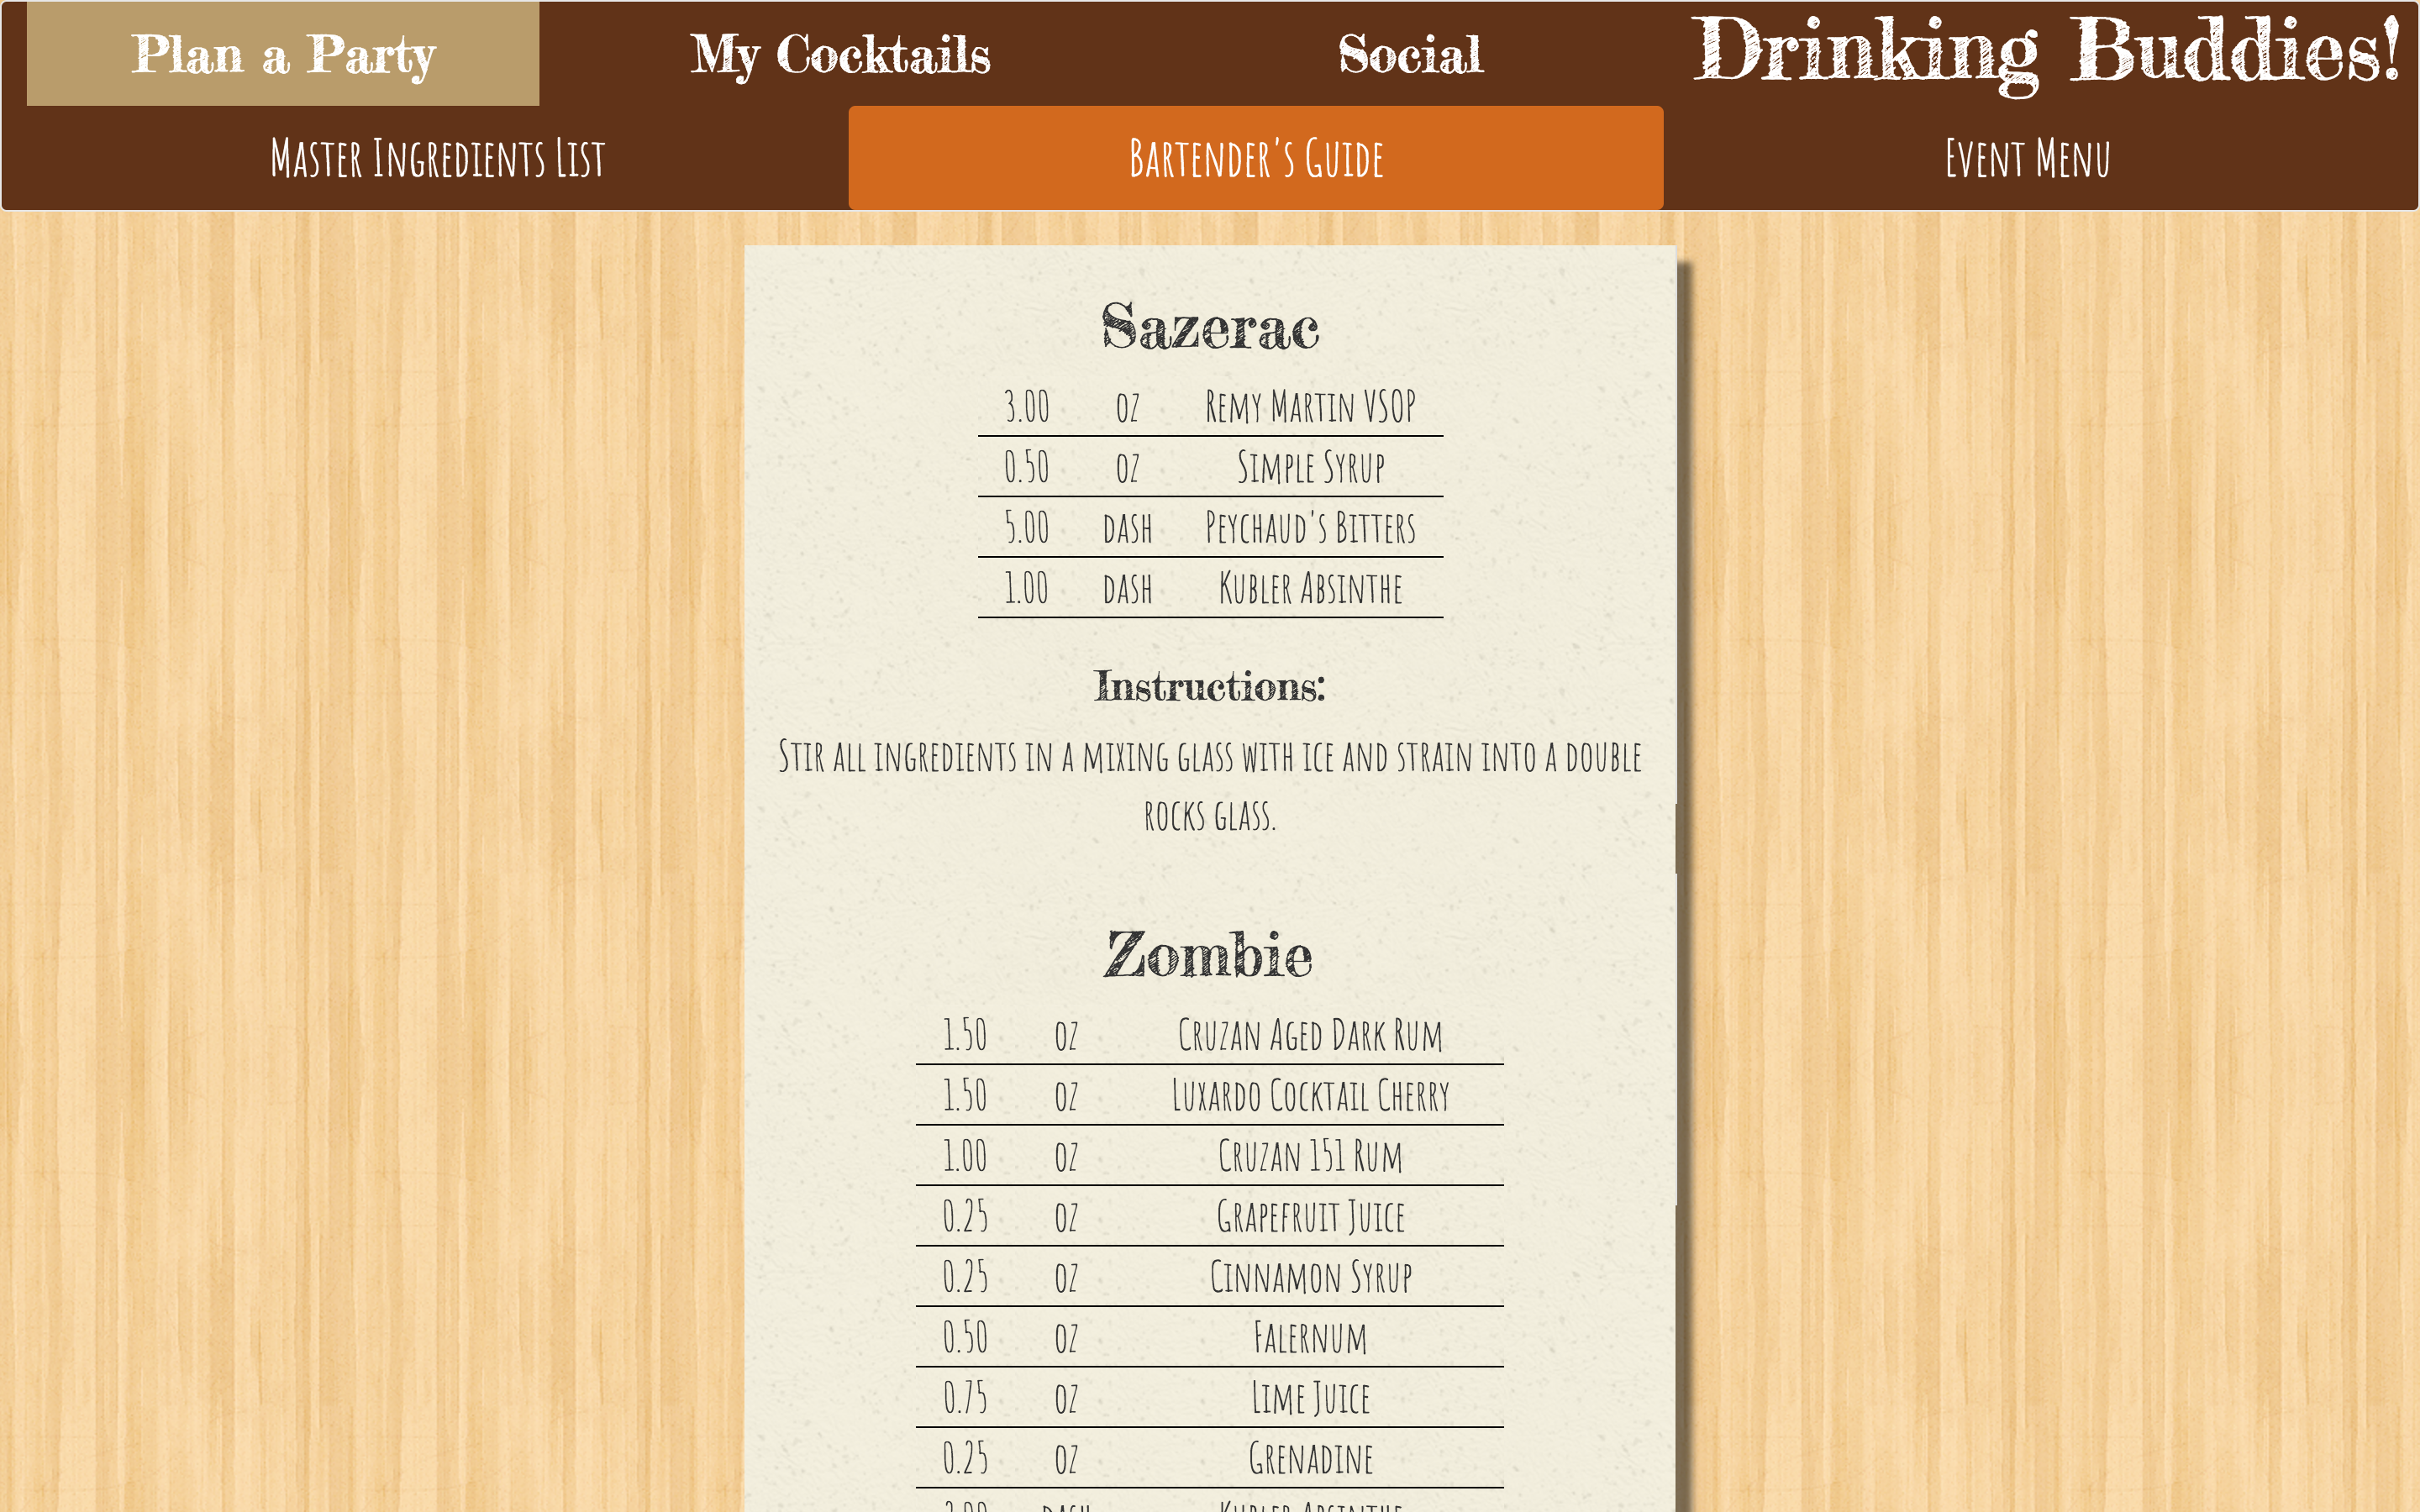 Plan a Party
My Cocktails
Social
Drinking Buddies!
Master Ingredients List
Bartender's Guide
Event Menu
Sazerac
3.00 oz Remy Martin VSOP
0.50 oz Simple Syrup
5.00 dash Peychaud's Bitters
1.00 dash Kubler Absinthe
Instructions:
Stir all ingredients in a mixing glass with ice and strain into a double
rocks glass.
Zombie
1.50 oz Cruzan Aged Dark Rum
1.50 oz Luxardo Cocktail Cherry
1.00 oz Cruzan 151 Rum
0.25 oz Grapefruit Juice
0.25 oz Cinnamon Syrup
0.50 oz Falernum
0.75 oz Lime Juice
0.25 oz Grenadine
dash Kubler Absinthe